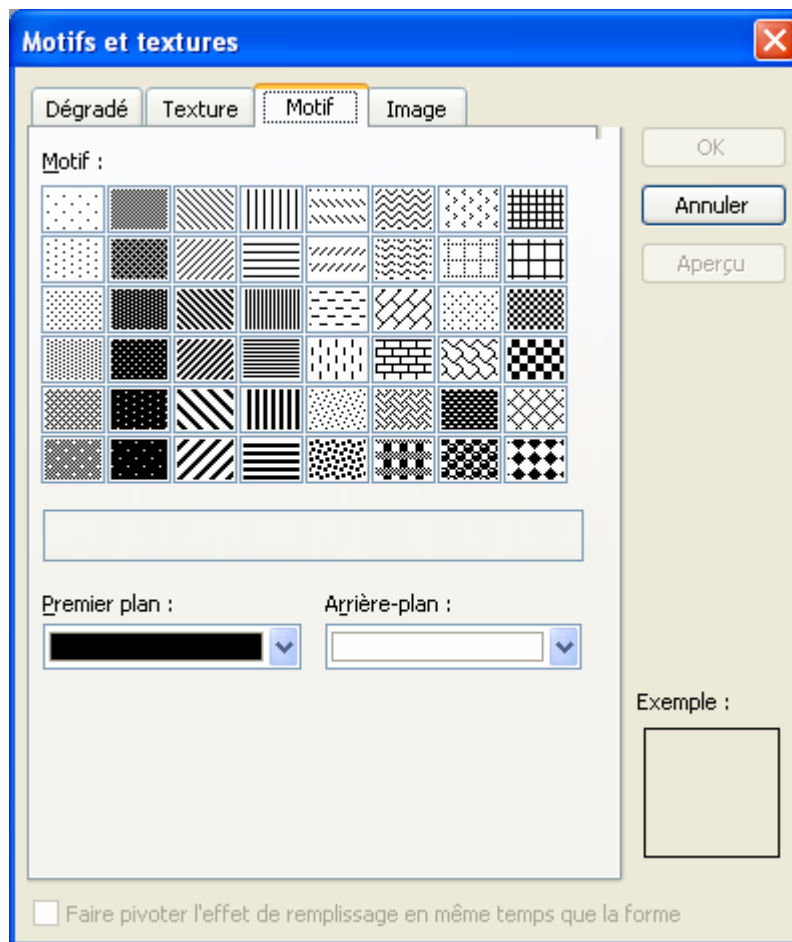 Motifs et textures
Dégradé Texture Motif Image
OK
Motif :
Annuler
Aperçu
Premier plan : Arrière-plan :
Exemple :
Faire pivoter l'effet de remplissage en même temps que la forme